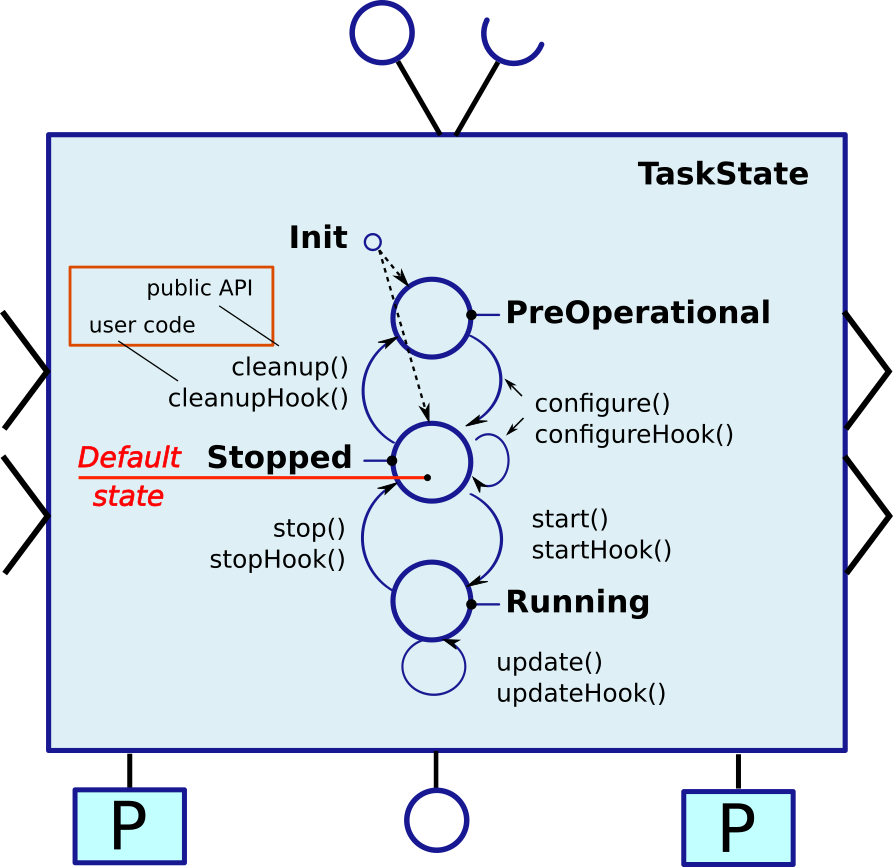 TaskState
Init
public API
user code
PreOperational
cleanup()
cleanupHook()
configure()
configureHook()
Default
state
Stopped
stop()
stopHook()
start()
startHook()
Running
update()
updateHook()
P
P